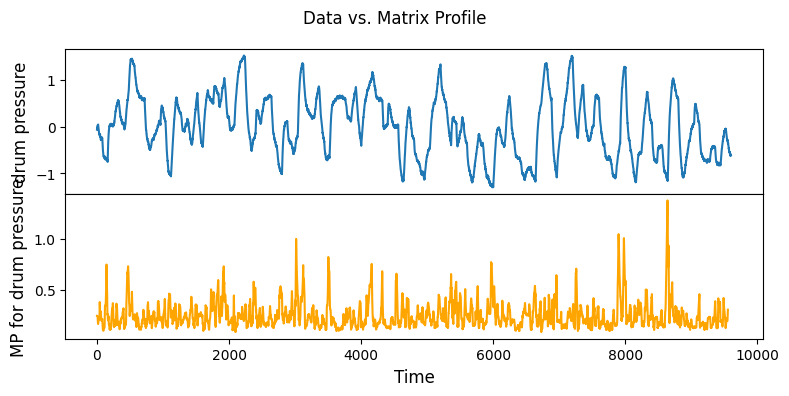 Data vs. Matrix Profile
drum pressure
1
0
−1
MP for drum pressure
1.0
0.5
0
2000
4000
6000
8000
10000
Time